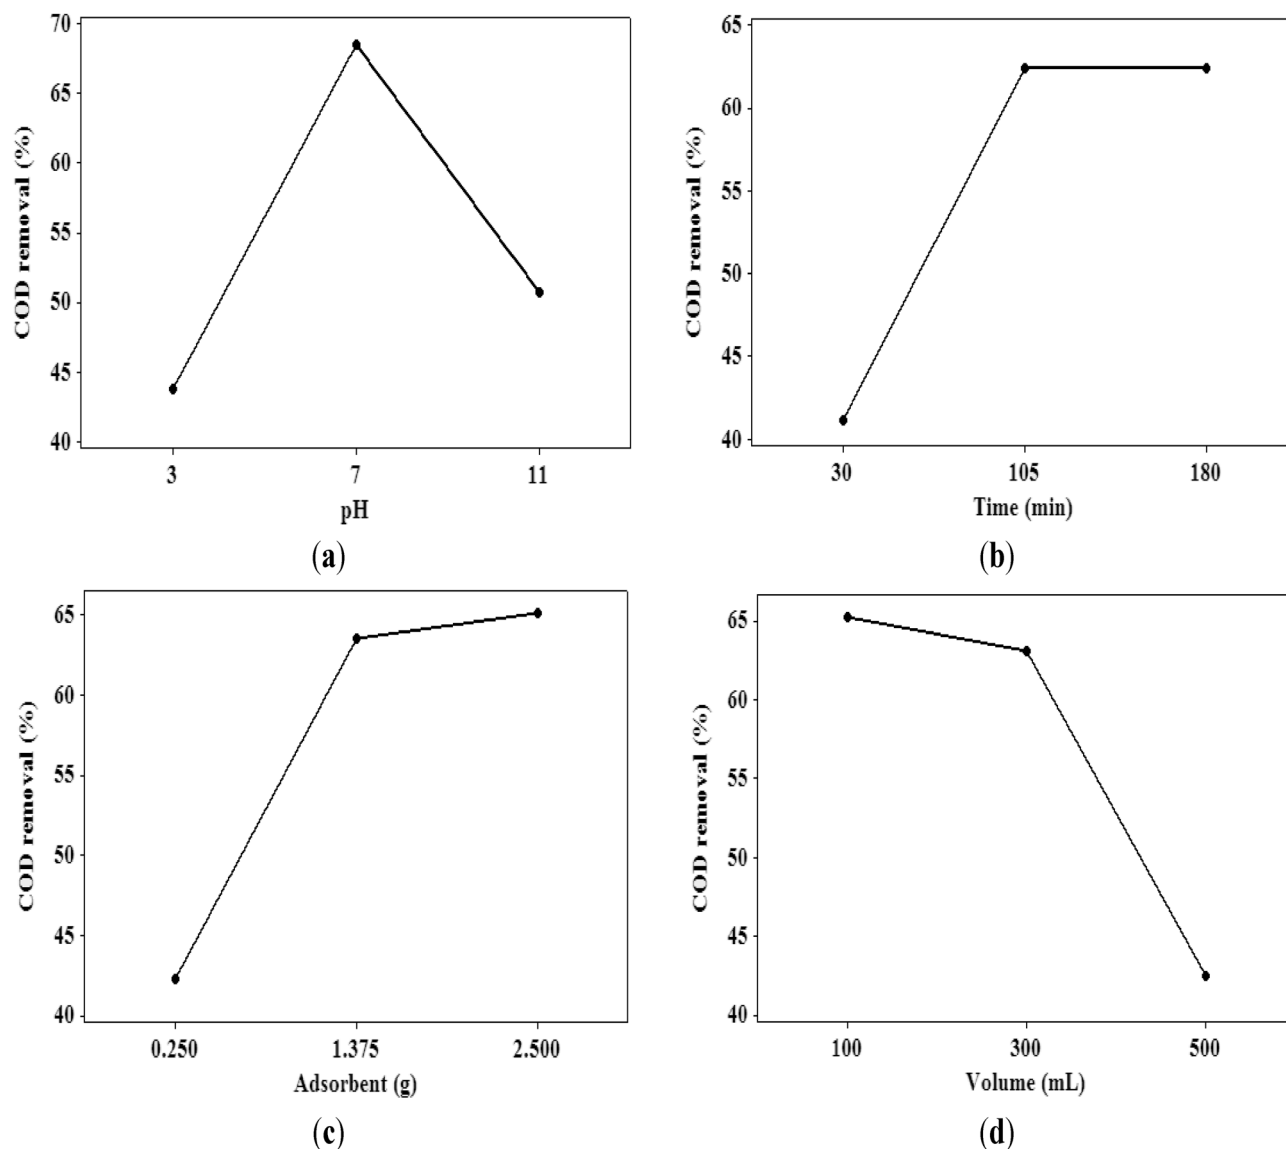 COD removal (%)
70
65
60
55
50
45
40
3 7 11
pH
(a)
COD removal (%)
65
60
55
50
45
40
30 105 180
Time (min)
(b)
COD removal (%)
65
60
55
50
45
40
0.250 1.375 2.500
Adsorbent (g)
(c)
COD removal (%)
65
60
55
50
45
40
100 300 500
Volume (mL)
(d)